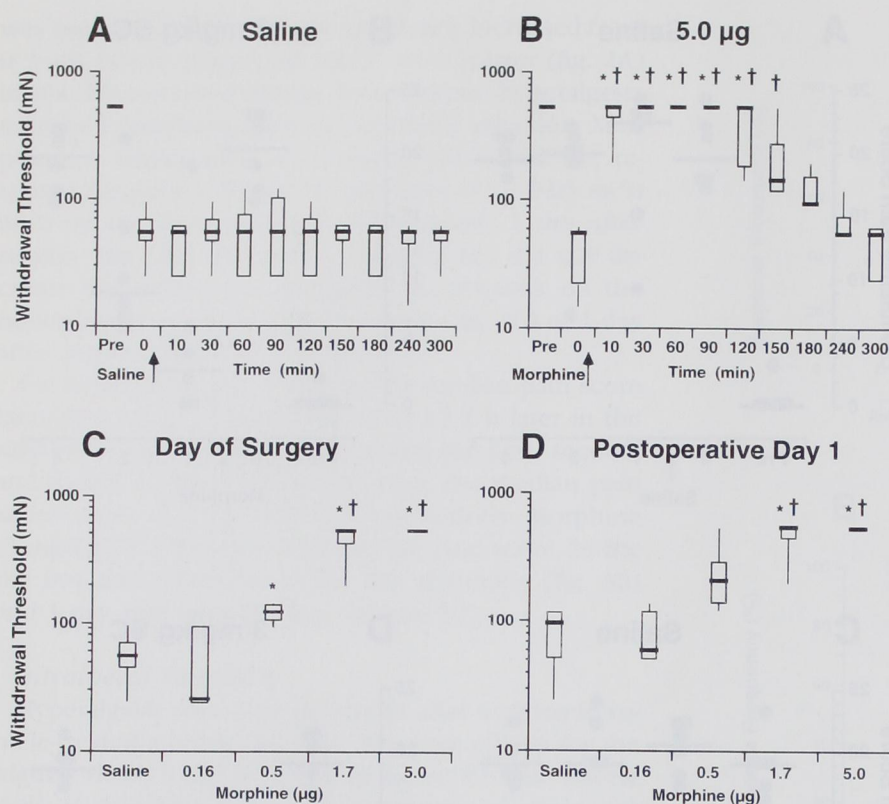 A Saline
Withdrawal Threshold (mN)
1000
100
10
Pre 0 10 30 60 90 120 150 180 240 300
Saline Time (min)
B 5.0 µg
1000
100
10
* † * † * † * † * † †
Pre 0 10 30 60 90 120 150 180 240 300
Morphine Time (min)
C Day of Surgery
Withdrawal Threshold (mN)
1000
100
10
* * † * †
Saline 0.16 0.5 1.7 5.0
Morphine (µg)
D Postoperative Day 1
1000
100
10
* † * †
Saline 0.16 0.5 1.7 5.0
Morphine (µg)